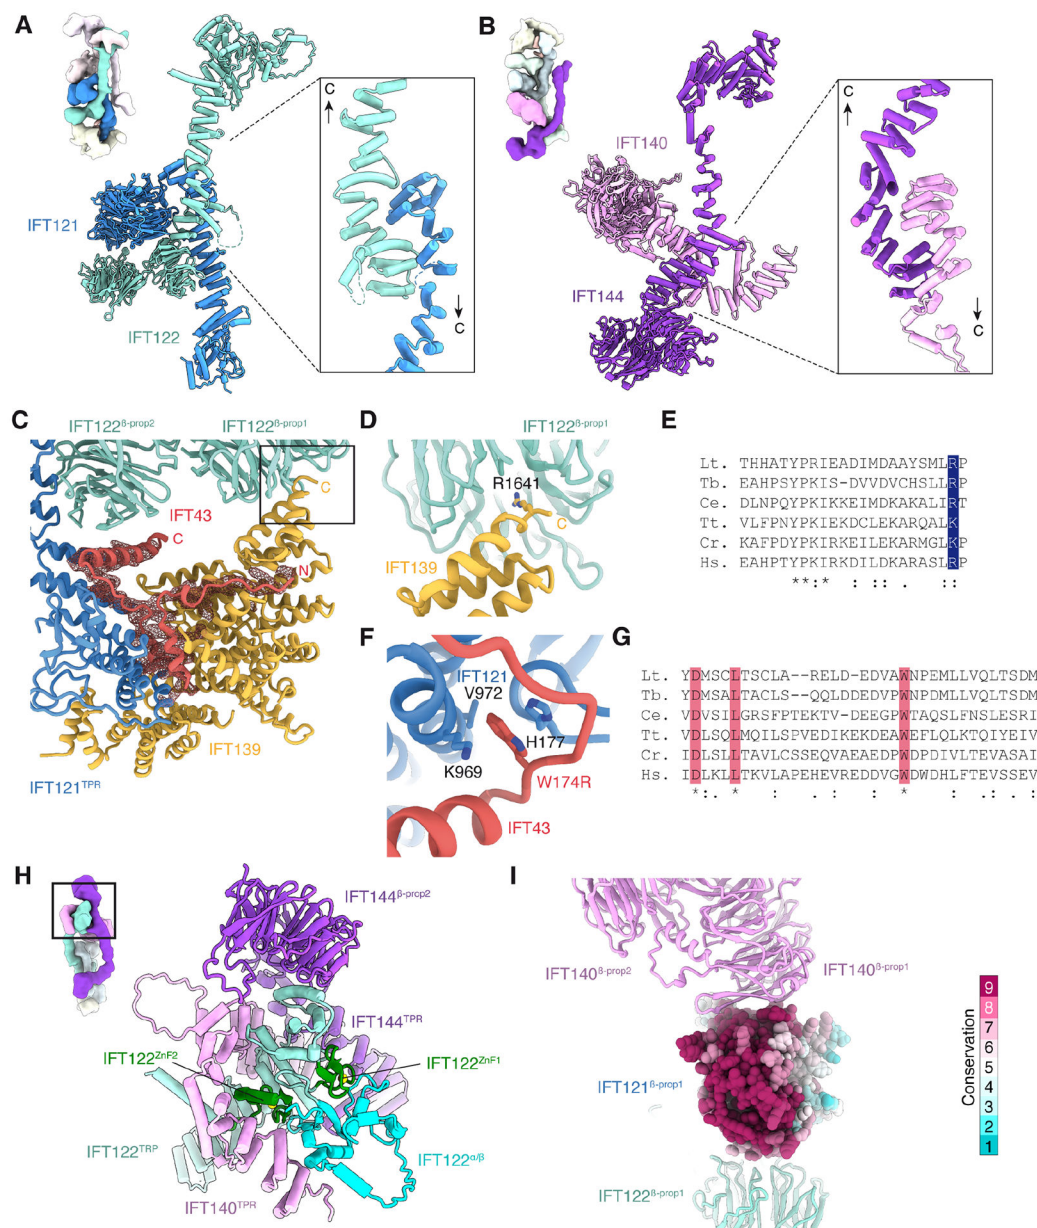 A
B
IFT140
IFT121
IFT144
IFT122
C
C
C
C
C
IFT122β-prop2
IFT122β-prop1
IFT43
C
C
N
IFT139
IFT121TPR
D
IFT122β-prop1
R1641
C
IFT139
E
Lt. THHATYPRIEADIMDAAYSMLRP
Tb. EAHPSYPKIS-DVVDVCHSLLRP
Ce. DLNPQYPKIKKEIMEKAIALIRT
Tt. VLFPNYPKIEKDCLEKARQALK
Cr. KAFPDYPKIRKEILEKARMGLKP
Hs. EAHPTYPKIRKDILDKARASLRP
**:* : :: . ::
F
IFT121
V972
H177
K969
W174R
IFT43
G
Lt. YDMSCLTSCLA--RELD-EDVAWNPEMLLVQLTSDM
Tb. YDMSALTACLS--QQLDDEDVPWNPAMLLVQLTSDM
Ce. VDVSILGRSFPTEKTV-DEEGPWTAQSLFNSLESRI
Tt. VDLSQLMQILSPVEDIKEKDEAWEFLQLKTQIYEIV
Cr. IDLSLLTAVLCSSEQVAEAEDPWDPDIVLTEVASAI
Hs. IDLKLLTKVLAPEHEVREDDVGWDWDHLFTEVSSEV
*:. * : . : . * : : . :
H
IFT144β-prop2
IFT144TPR
IFT122ZnF2
IFT122ZnF1
IFT122TRP
IFT122α/β
IFT140TPR
I
IFT140β-prop2
IFT140β-prop1
IFT121β-prop1
IFT122β-prop1
Conservation
9
8
7
6
5
4
3
2
1